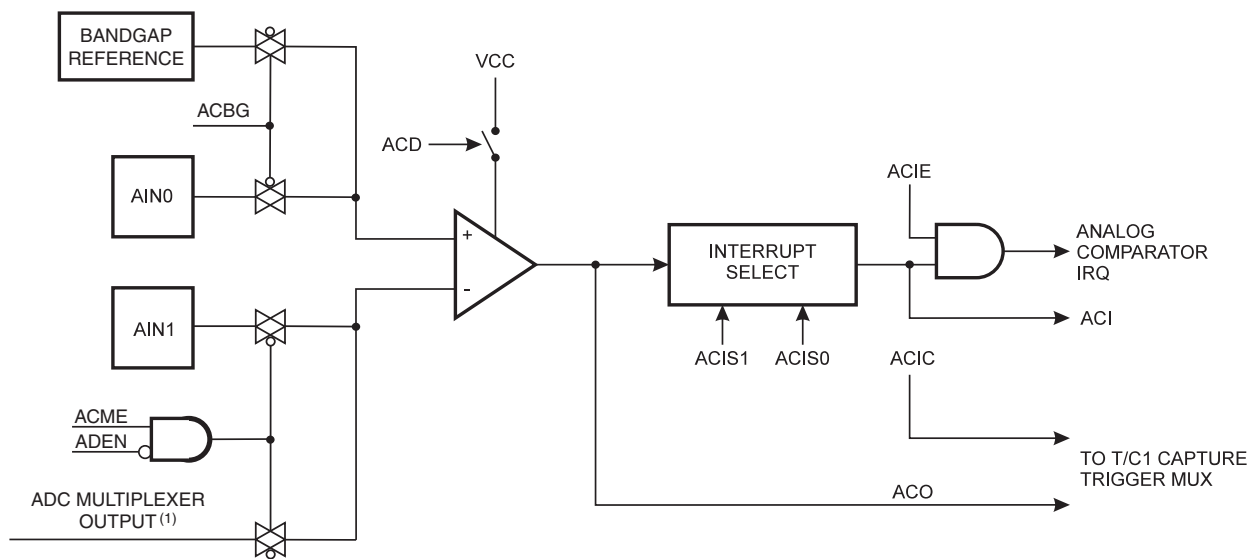 BANDGAP
REFERENCE
ACBG
AIN0
VCC
ACD
+
-
AIN1
ACME
ADEN
ADC MULTIPLEXER
OUTPUT (1)
INTERRUPT
SELECT
ACIS1
ACIS0
ACIE
ANALOG
COMPARATOR
IRQ
ACI
ACIC
TO T/C1 CAPTURE
TRIGGER MUX
ACO